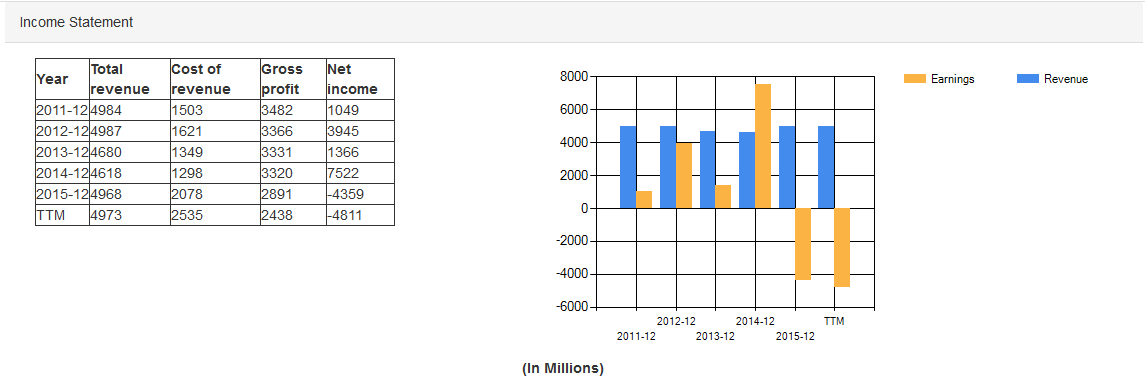 Income Statement
Year Total revenue Cost of revenue Gross profit Net income
2011-12 4984 1503 3482 1049
2012-12 4987 1621 3366 3945
2013-12 4680 1349 3331 1366
2014-12 4618 1298 3320 7522
2015-12 4968 2078 2891 -4359
TTM 4973 2535 2438 -4811
8000
6000
4000
2000
0
-2000
-4000
-6000
2012-12 2014-12 TTM
2011-12 2013-12 2015-12
Earnings Revenue
(In Millions)